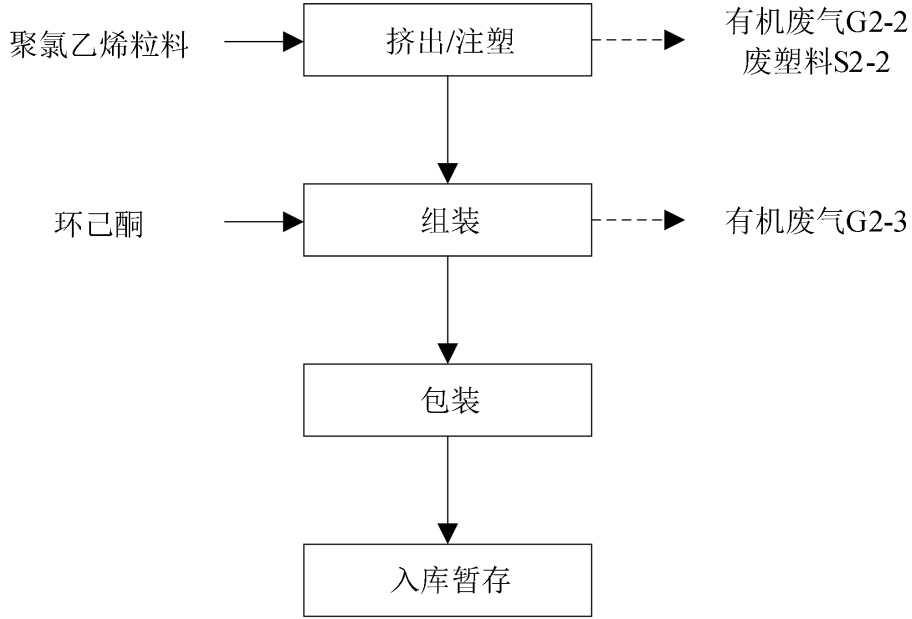 聚氯乙烯粒料
挤出/注塑
有机废气G2-2
废塑料S2-2
环己酮
组装
有机废气G2-3
包装
入库暂存